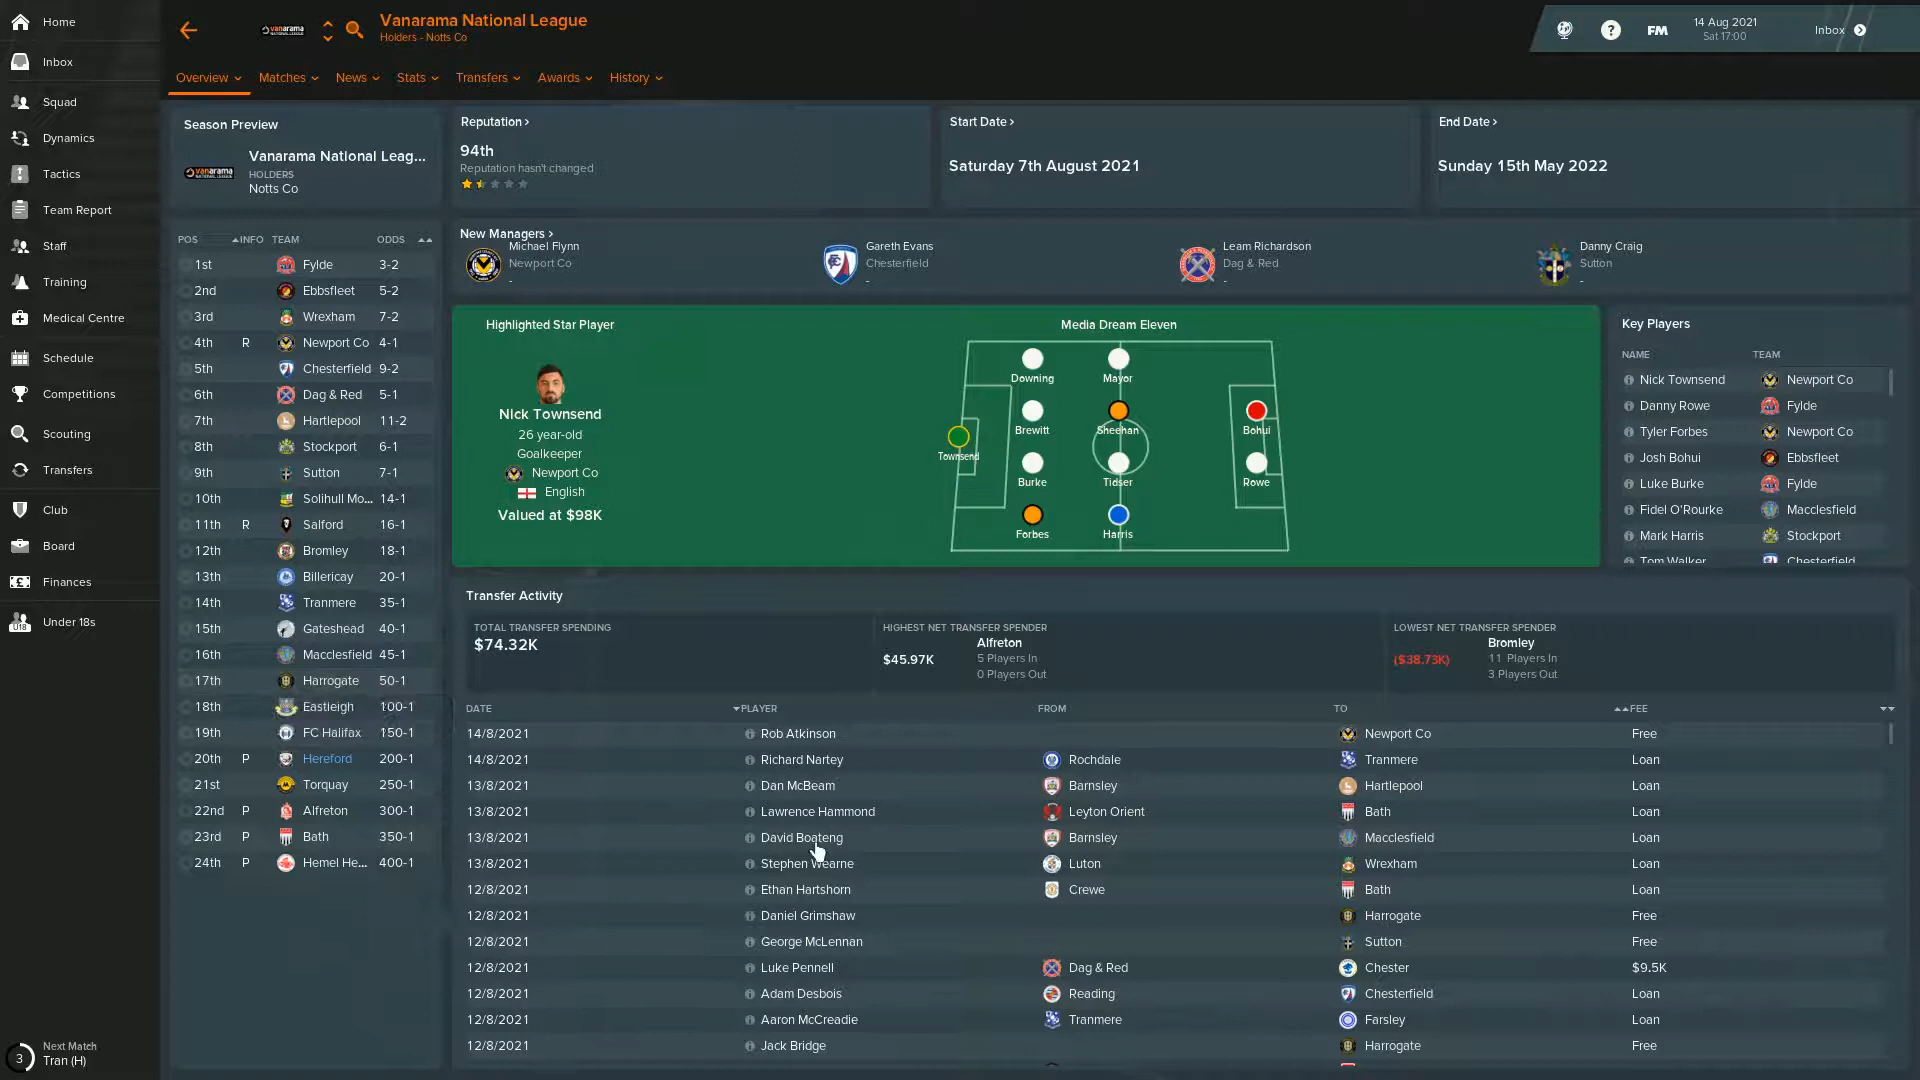 Home
Inbox
Squad
Dynamics
Tactics
Team Report
Staff
Training
Medical Centre
Schedule
Competitions
Scouting
Transfers
Club
Board
Finances
Under 18s
U18
3
Next Match
Tran (H)
vanarama
Vanarama National League
Holders - Notts Co
?
FM
14 Aug 2021
Sat 17:00
Inbox
Overview
Matches
News
Stats
Transfers
Awards
History
Season Preview
vanarama
Vanarama National Leag...
HOLDERS
Notts Co
POS INFO TEAM ODDS
1st Fylde 3-2
2nd Ebbsfleet 5-2
3rd Wrexham 7-2
4th R Newport Co 4-1
5th Chesterfield 9-2
6th Dag & Red 5-1
7th Hartlepool 11-2
8th Stockport 6-1
9th Sutton 7-1
10th Solihull Mo... 14-1
11th R Salford 16-1
12th Bromley 18-1
13th Billericay 20-1
14th Tranmere 35-1
15th Gateshead 40-1
16th Macclesfield 45-1
17th Harrogate 50-1
18th Eastleigh 100-1
19th FC Halifax 150-1
20th P Hereford 200-1
21st Torquay 250-1
22nd P Alfreton 300-1
23rd P Bath 350-1
24th P Hemel He... 400-1
Reputation >
94th
Reputation hasn't changed
Start Date >
Saturday 7th August 2021
End Date >
Sunday 15th May 2022
New Managers >
Michael Flynn
Newport Co
-
Gareth Evans
Chesterfield
-
Leam Richardson
Dag & Red
-
Danny Craig
Sutton
-
Highlighted Star Player
Nick Townsend
26 year-old
Goalkeeper
Newport Co
English
Valued at $98K
Media Dream Eleven
Downing Mayor
Brewitt Sheehan Bohui
Townsend
Burke Tidser Rowe
Forbes Harris
Key Players
NAME TEAM
Nick Townsend Newport Co
Danny Rowe Fylde
Tyler Forbes Newport Co
Josh Bohui Ebbsfleet
Luke Burke Fylde
Fidel O'Rourke Macclesfield
Mark Harris Stockport
Tom Walker Chesterfield
Transfer Activity
TOTAL TRANSFER SPENDING
$74.32K
HIGHEST NET TRANSFER SPENDER
$45.97K
Alfreton
5 Players In
0 Players Out
LOWEST NET TRANSFER SPENDER
($38.73K)
Bromley
11 Players In
3 Players Out
DATE PLAYER FROM TO FEE
14/8/2021 Rob Atkinson Newport Co Free
14/8/2021 Richard Nartey Rochdale Tranmere Loan
13/8/2021 Dan McBeam Barnsley Hartlepool Loan
13/8/2021 Lawrence Hammond Leyton Orient Bath Loan
13/8/2021 David Boateng Barnsley Macclesfield Loan
13/8/2021 Stephen Wearne Luton Wrexham Loan
12/8/2021 Ethan Hartshorn Crewe Bath Loan
12/8/2021 Daniel Grimshaw Harrogate Free
12/8/2021 George McLennan Sutton Free
12/8/2021 Luke Pennell Dag & Red Chester $9.5K
12/8/2021 Adam Desbois Reading Chesterfield Loan
12/8/2021 Aaron McCreadie Tranmere Farsley Loan
12/8/2021 Jack Bridge Harrogate Free